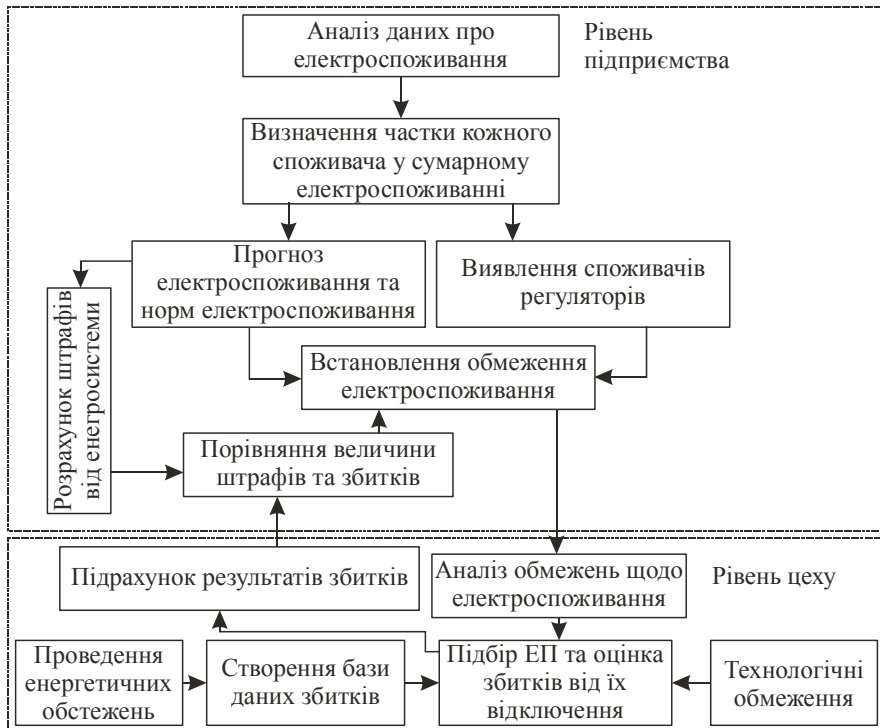 Аналіз даних про
електроспоживання
Рівень
підприємства
Визначення частки кожного
споживача у сумарному
електроспоживанні
Прогноз
електроспоживання та
норм електроспоживання
Виявлення споживачів
регуляторів
Розрахунок штрафів
від енегросистеми
Встановлення обмеження
електроспоживання
Порівняння величини
штрафів та збитків
Підрахунок результатів збитків
Аналіз обмежень щодо
електроспоживання
Рівень цеху
Проведення
енергетичних
обстежень
Створення бази
даних збитків
Підбір ЕП та оцінка
збитків від їх
відключення
Технологічні
обмеження